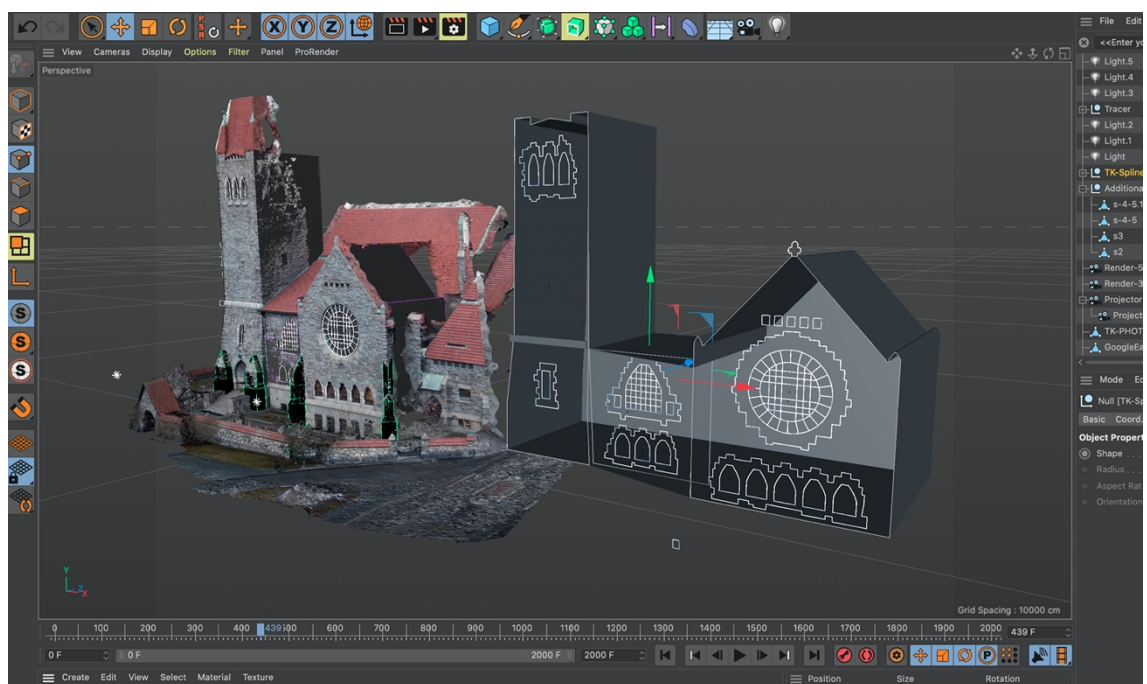 File Edit
View Cameras Display Options Filter Panel ProRender
Perspective
<<Enter yo
Light.5
Light.4
Light.3
Tracer
Light.2
Light.1
Light
TK-Spline
Additiona
s-4-5.1
s-4-5
s3
s2
Render-5
Render-3
Projector
Project
TK-PHOT
GoogleEa
Mode Ed
Null [TK-Sp
Basic Coord.
Object Propert
Shape . . .
Radius . . .
Aspect Rat
Orientation
X Y Z
PSR
S
S
S
Y
Z
X
Grid Spacing : 10000 cm
0 100 200 300 400 439 500 600 700 800 900 1000 1100 1200 1300 1400 1500 1600 1700 1800 1900 2000 439 F
0 F 0 F 2000 F 2000 F P
Create Edit View Select Material Texture
Position Size Rotation